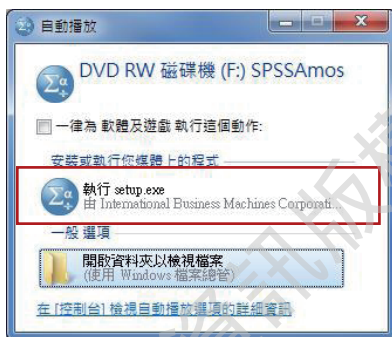 自動播放
DVD RW 磁碟機 (F:) SPSSAmos
一律為 軟體及遊戲 執行這個動作:
安裝或執行您媒體上的程式
執行 setup.exe
由 International Business Machines Corporati...
一般 選項
開啟資料夾以檢視檔案
(使用 Windows 檔案總管)
在 [控制台] 檢視自動播放選項的詳細資訊